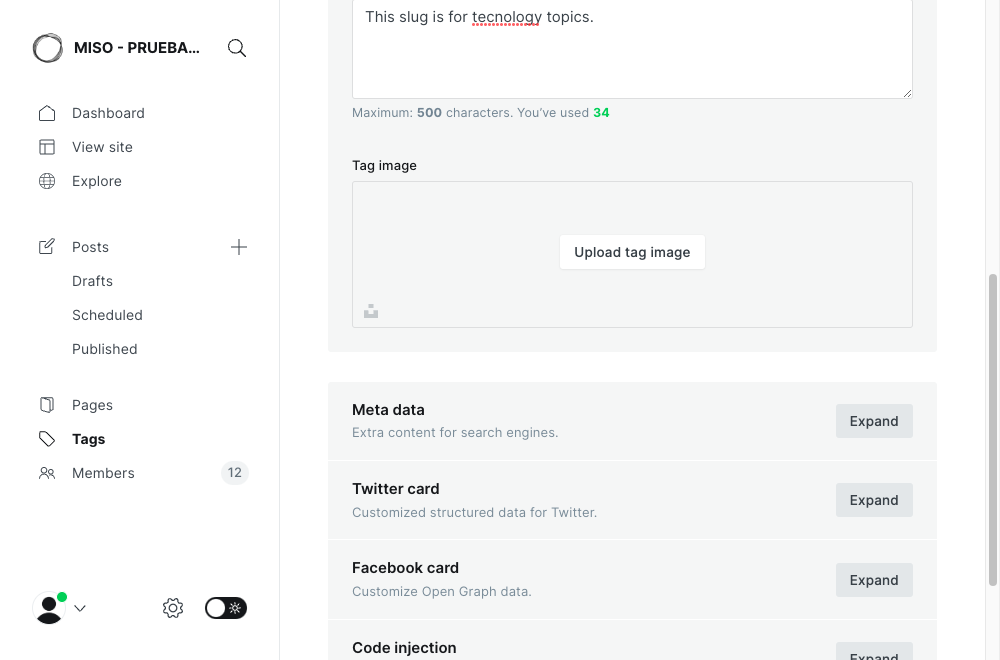 MISO - PRUEBA...
Dashboard
View site
Explore
Posts
Drafts
Scheduled
Published
Pages
Tags
Members
12
This slug is for tecnology topics.
Maximum: 500 characters. You’ve used 34
Tag image
Upload tag image
Meta data
Extra content for search engines.
Expand
Twitter card
Customized structured data for Twitter.
Expand
Facebook card
Customize Open Graph data.
Expand
Code injection
Expand